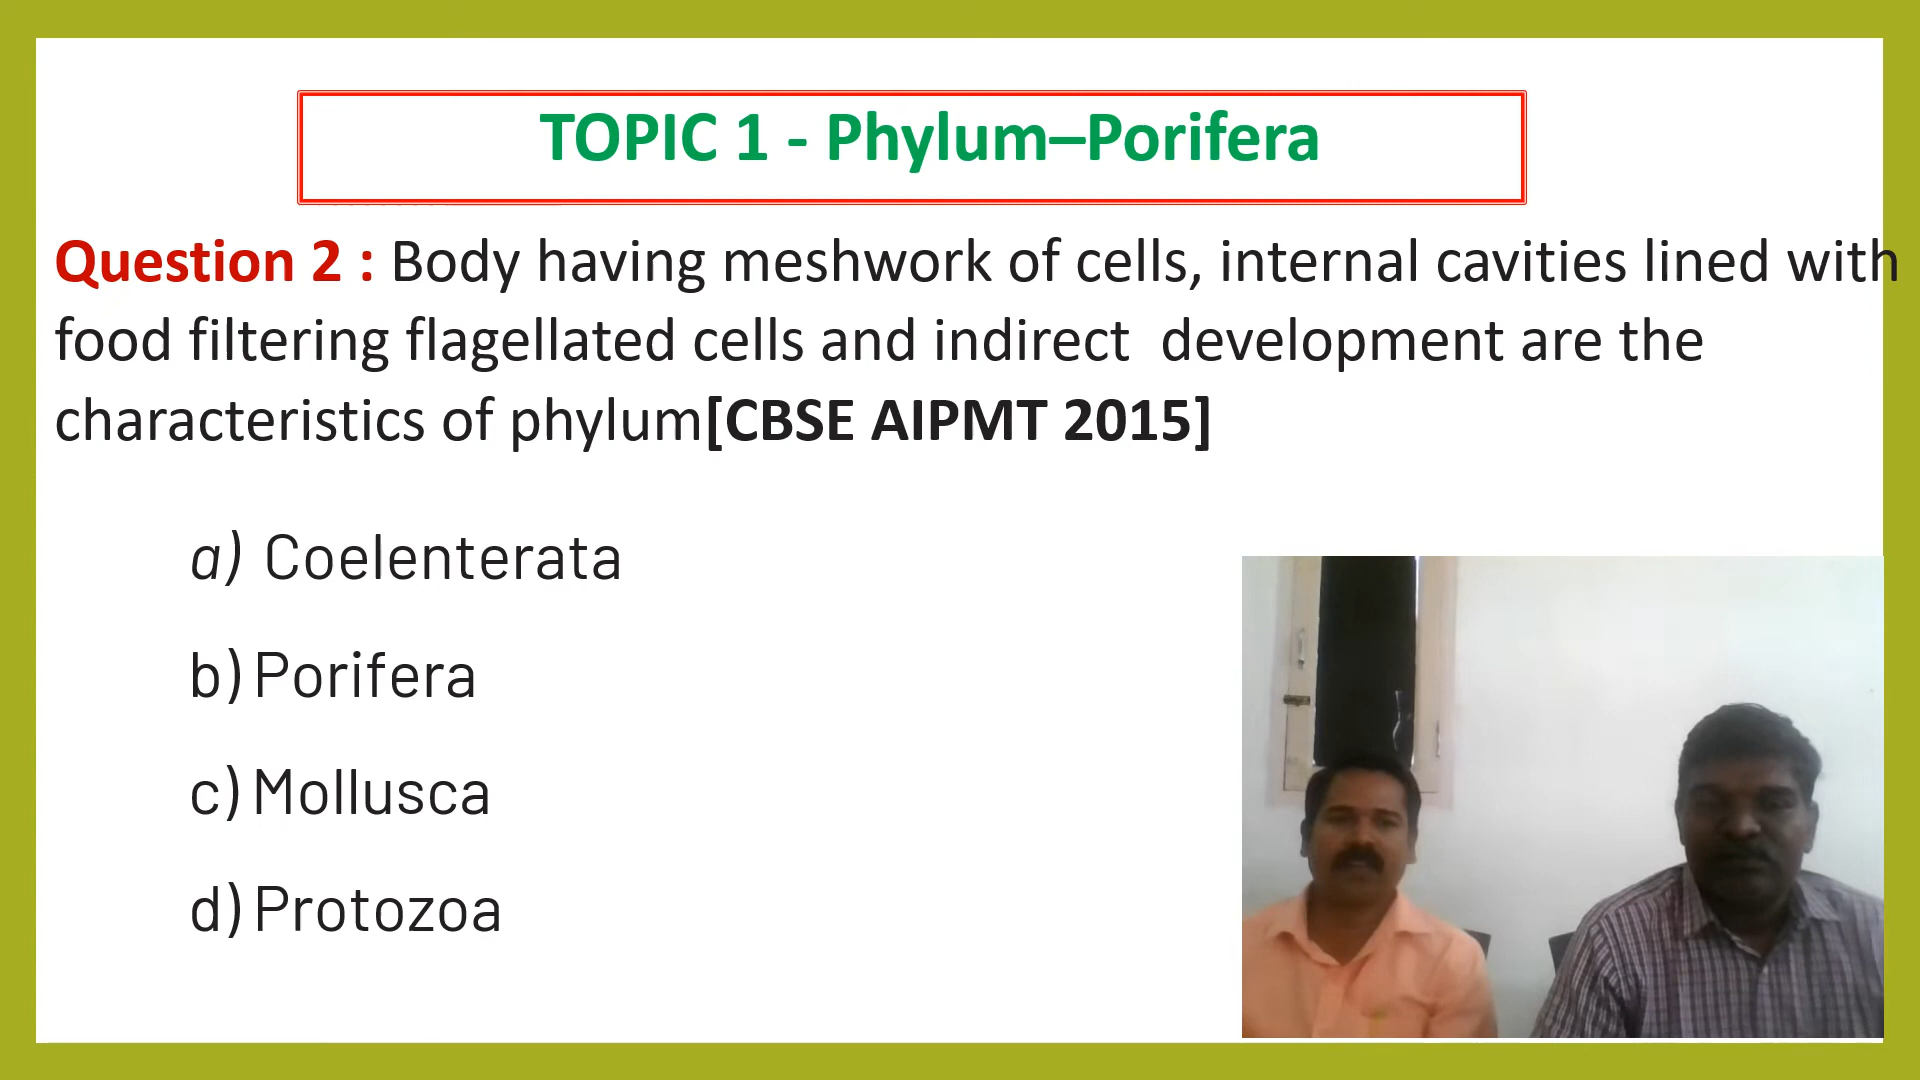 TOPIC 1 - Phylum–Porifera
Question 2 : Body having meshwork of cells, internal cavities lined with
food filtering flagellated cells and indirect  development are the
characteristics of phylum[CBSE AIPMT 2015]
a) Coelenterata
b) Porifera
c) Mollusca
d) Protozoa